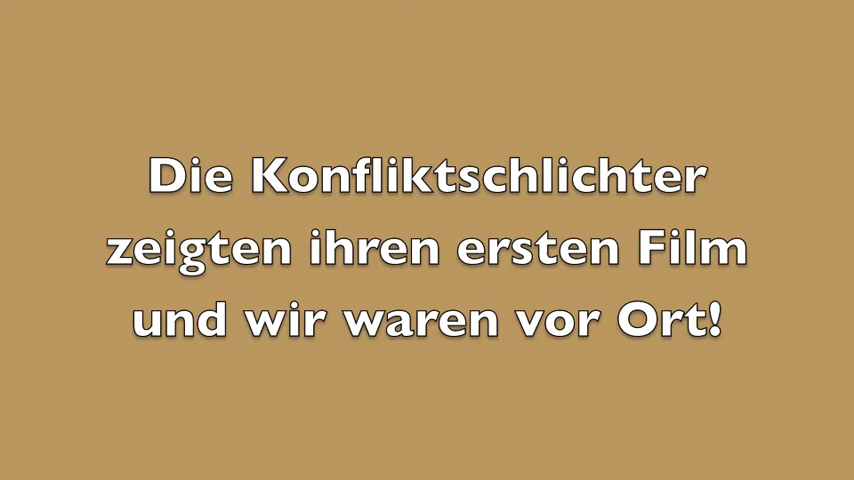 Die Konfliktschlichter
zeigten ihren ersten Film
und wir waren vor Ort!